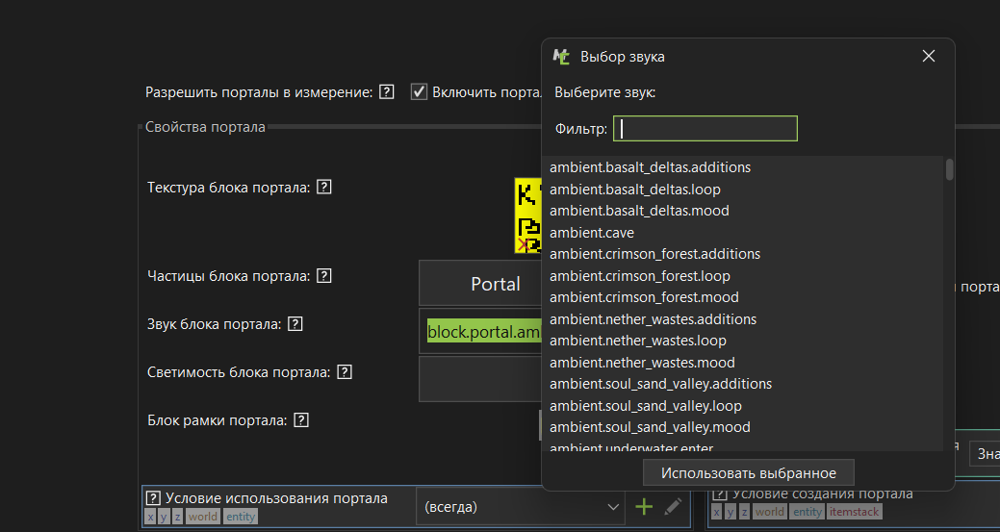 Выбор звука
Выберите звук:
Фильтр:
ambient.basalt_deltas.additions
ambient.basalt_deltas.loop
ambient.basalt_deltas.mood
ambient.cave
ambient.crimson_forest.additions
ambient.crimson_forest.loop
ambient.crimson_forest.mood
ambient.nether_wastes.additions
ambient.nether_wastes.loop
ambient.nether_wastes.mood
ambient.soul_sand_valley.additions
ambient.soul_sand_valley.loop
ambient.soul_sand_valley.mood
ambient.underwater.enter
Использовать выбранное
Разрешить порталы в измерение: ? Включить порта
Свойства портала
Текстура блока портала: ?
Частицы блока портала: ? Portal
Звук блока портала: ? block.portal.am
Светимость блока портала: ?
Блок рамки портала: ?
? Условие использования портала
x y z world entity
(всегда)
порта
Зна
? Условие создания портала
x y z world entity itemstack